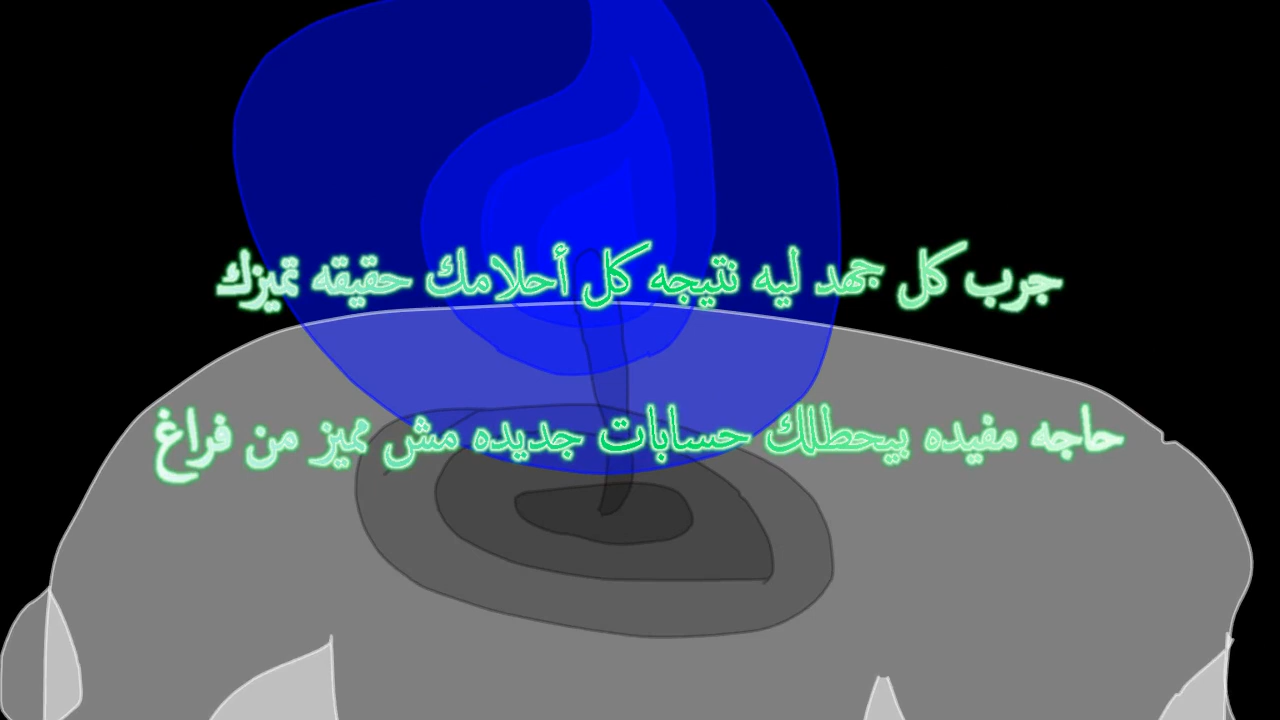 جرب كل جهد ليه نتيجه كل أحلامك حقيقه تميزك
حاجه مفيده بيحطلك حسابات جديده مش مميز من فراغ